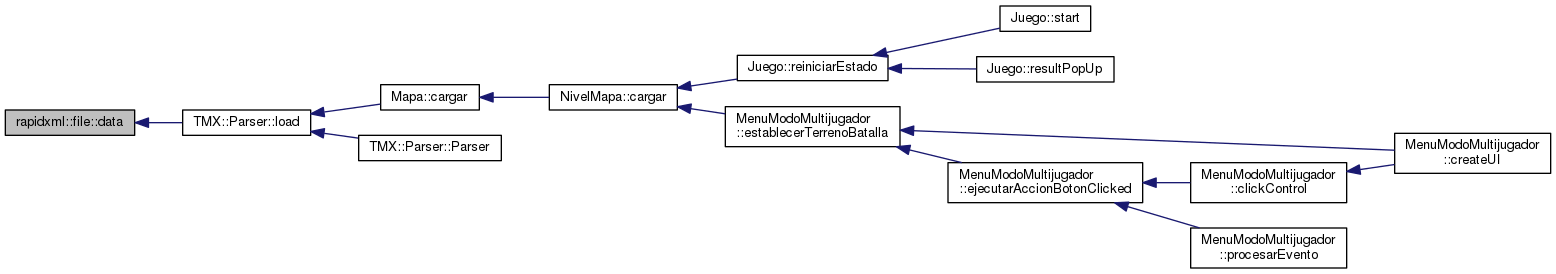 Juego::start
Juego::reiniciarEstado
Juego::resultPopUp
Mapa::cargar
NivelMapa::cargar
rapidxml::file::data
TMX::Parser::load
MenuModoMultijugador
::establecerTerrenoBatalla
TMX::Parser::Parser
MenuModoMultijugador
::createUI
MenuModoMultijugador
::ejecutarAccionBotonClicked
MenuModoMultijugador
::clickControl
MenuModoMultijugador
::procesarEvento